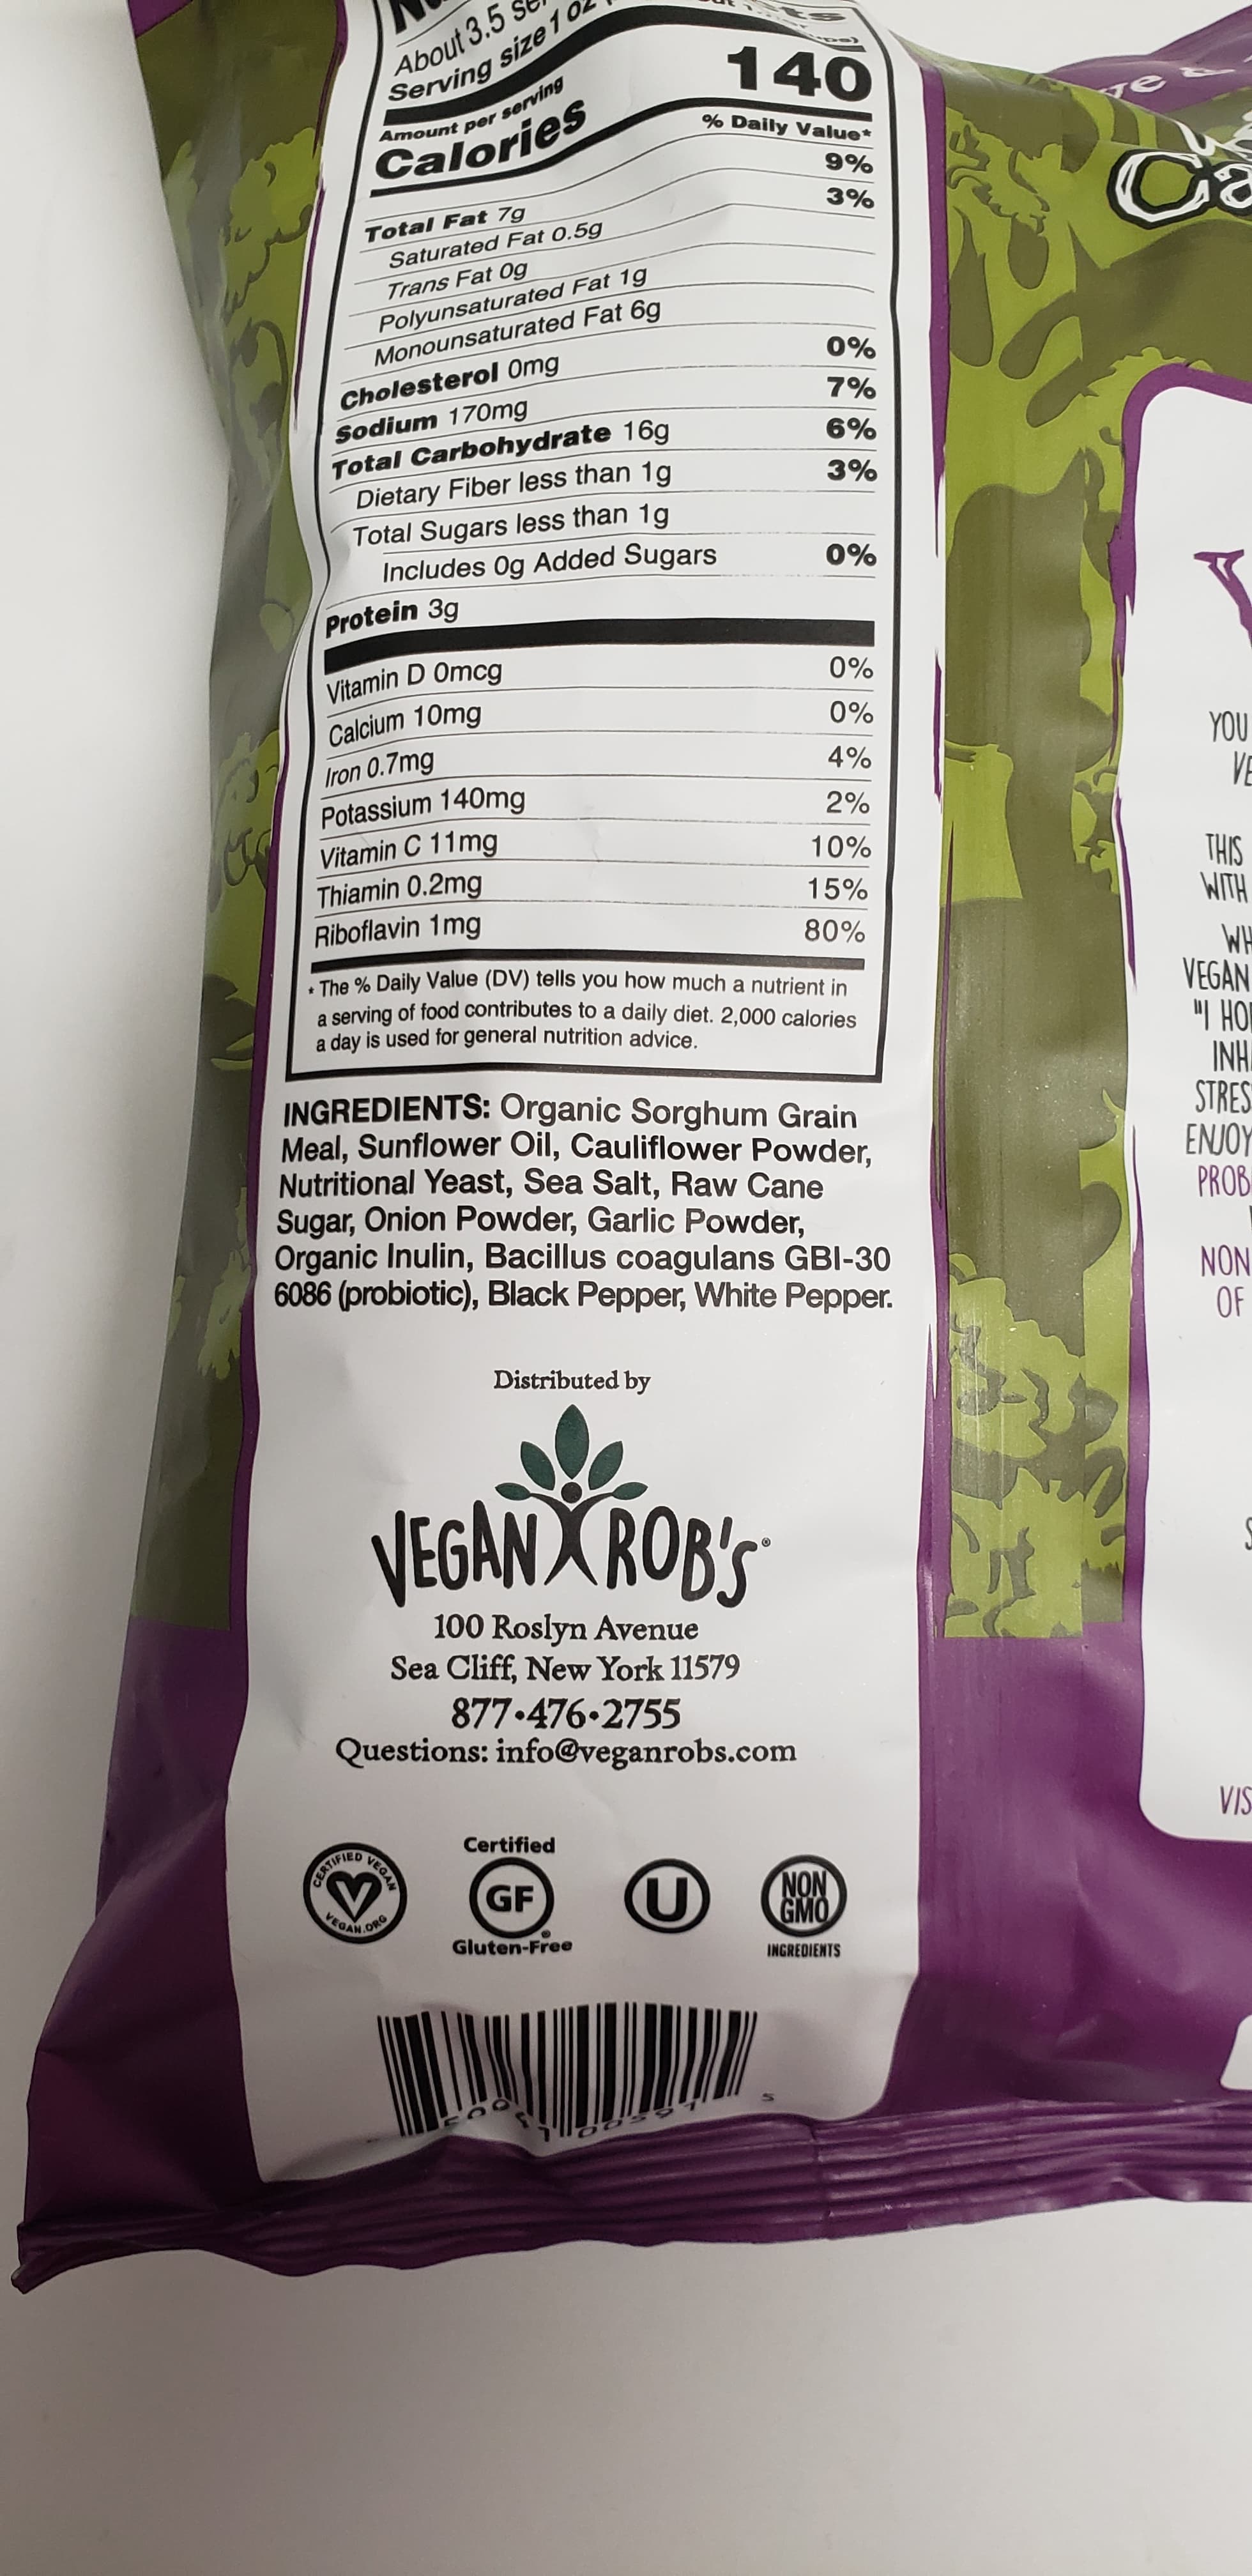 About 3.5
Serving size 1 oz
Amount per serving
Calories 140
% Daily Value*
Total Fat 7g 9%
Saturated Fat 0.5g 3%
Trans Fat 0g
Polyunsaturated Fat 1g
Monounsaturated Fat 6g
Cholesterol 0mg 0%
Sodium 170mg 7%
Total Carbohydrate 16g 6%
Dietary Fiber less than 1g 3%
Total Sugars less than 1g
Includes 0g Added Sugars 0%
Protein 3g
Vitamin D 0mcg 0%
Calcium 10mg 0%
Iron 0.7mg 4%
Potassium 140mg 2%
Vitamin C 11mg 10%
Thiamin 0.2mg 15%
Riboflavin 1mg 80%
* The % Daily Value (DV) tells you how much a nutrient in
a serving of food contributes to a daily diet. 2,000 calories
a day is used for general nutrition advice.
INGREDIENTS: Organic Sorghum Grain
Meal, Sunflower Oil, Cauliflower Powder,
Nutritional Yeast, Sea Salt, Raw Cane
Sugar, Onion Powder, Garlic Powder,
Organic Inulin, Bacillus coagulans GBI-30
6086 (probiotic), Black Pepper, White Pepper.
Distributed by
VEGAN ROB'S®
100 Roslyn Avenue
Sea Cliff, New York 11579
877•476•2755
Questions: info@veganrobs.com
CERTIFIED VEGAN
VEGAN.ORG
Certified
GF®
Gluten-Free
U
NON
GMO
INGREDIENTS
5
YOU
THIS
WITH
VEGAN
"I
ENJOY
NON
OF